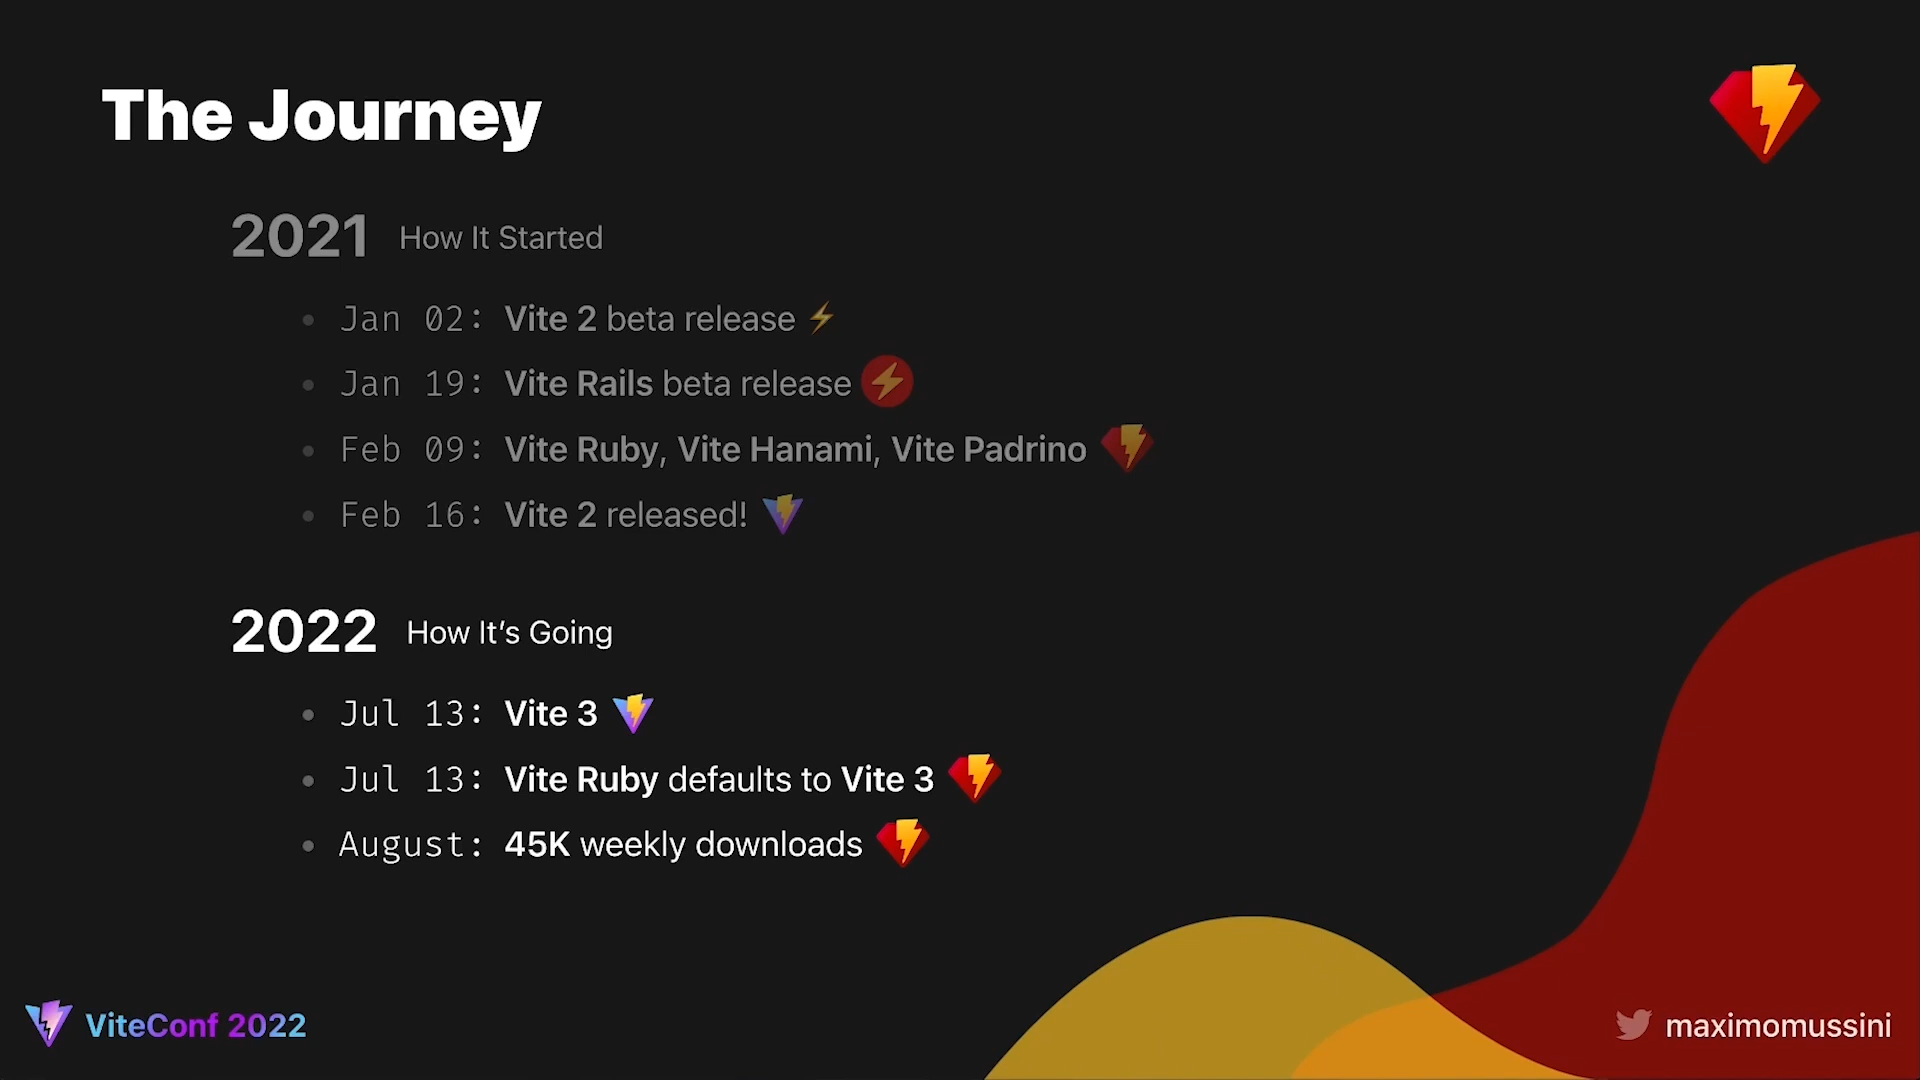 The Journey
2021 How It Started
• Jan 02: Vite 2 beta release ⚡
• Jan 19: Vite Rails beta release
• Feb 09: Vite Ruby, Vite Hanami, Vite Padrino
• Feb 16: Vite 2 released!
2022 How It’s Going
• Jul 13: Vite 3
• Jul 13: Vite Ruby defaults to Vite 3
• August: 45K weekly downloads
ViteConf 2022
maximomussini